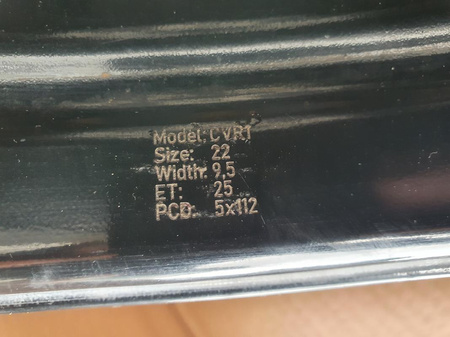 Model: CVR1
Size: 22
Width: 9,5
ET: 25
PCD: 5x112